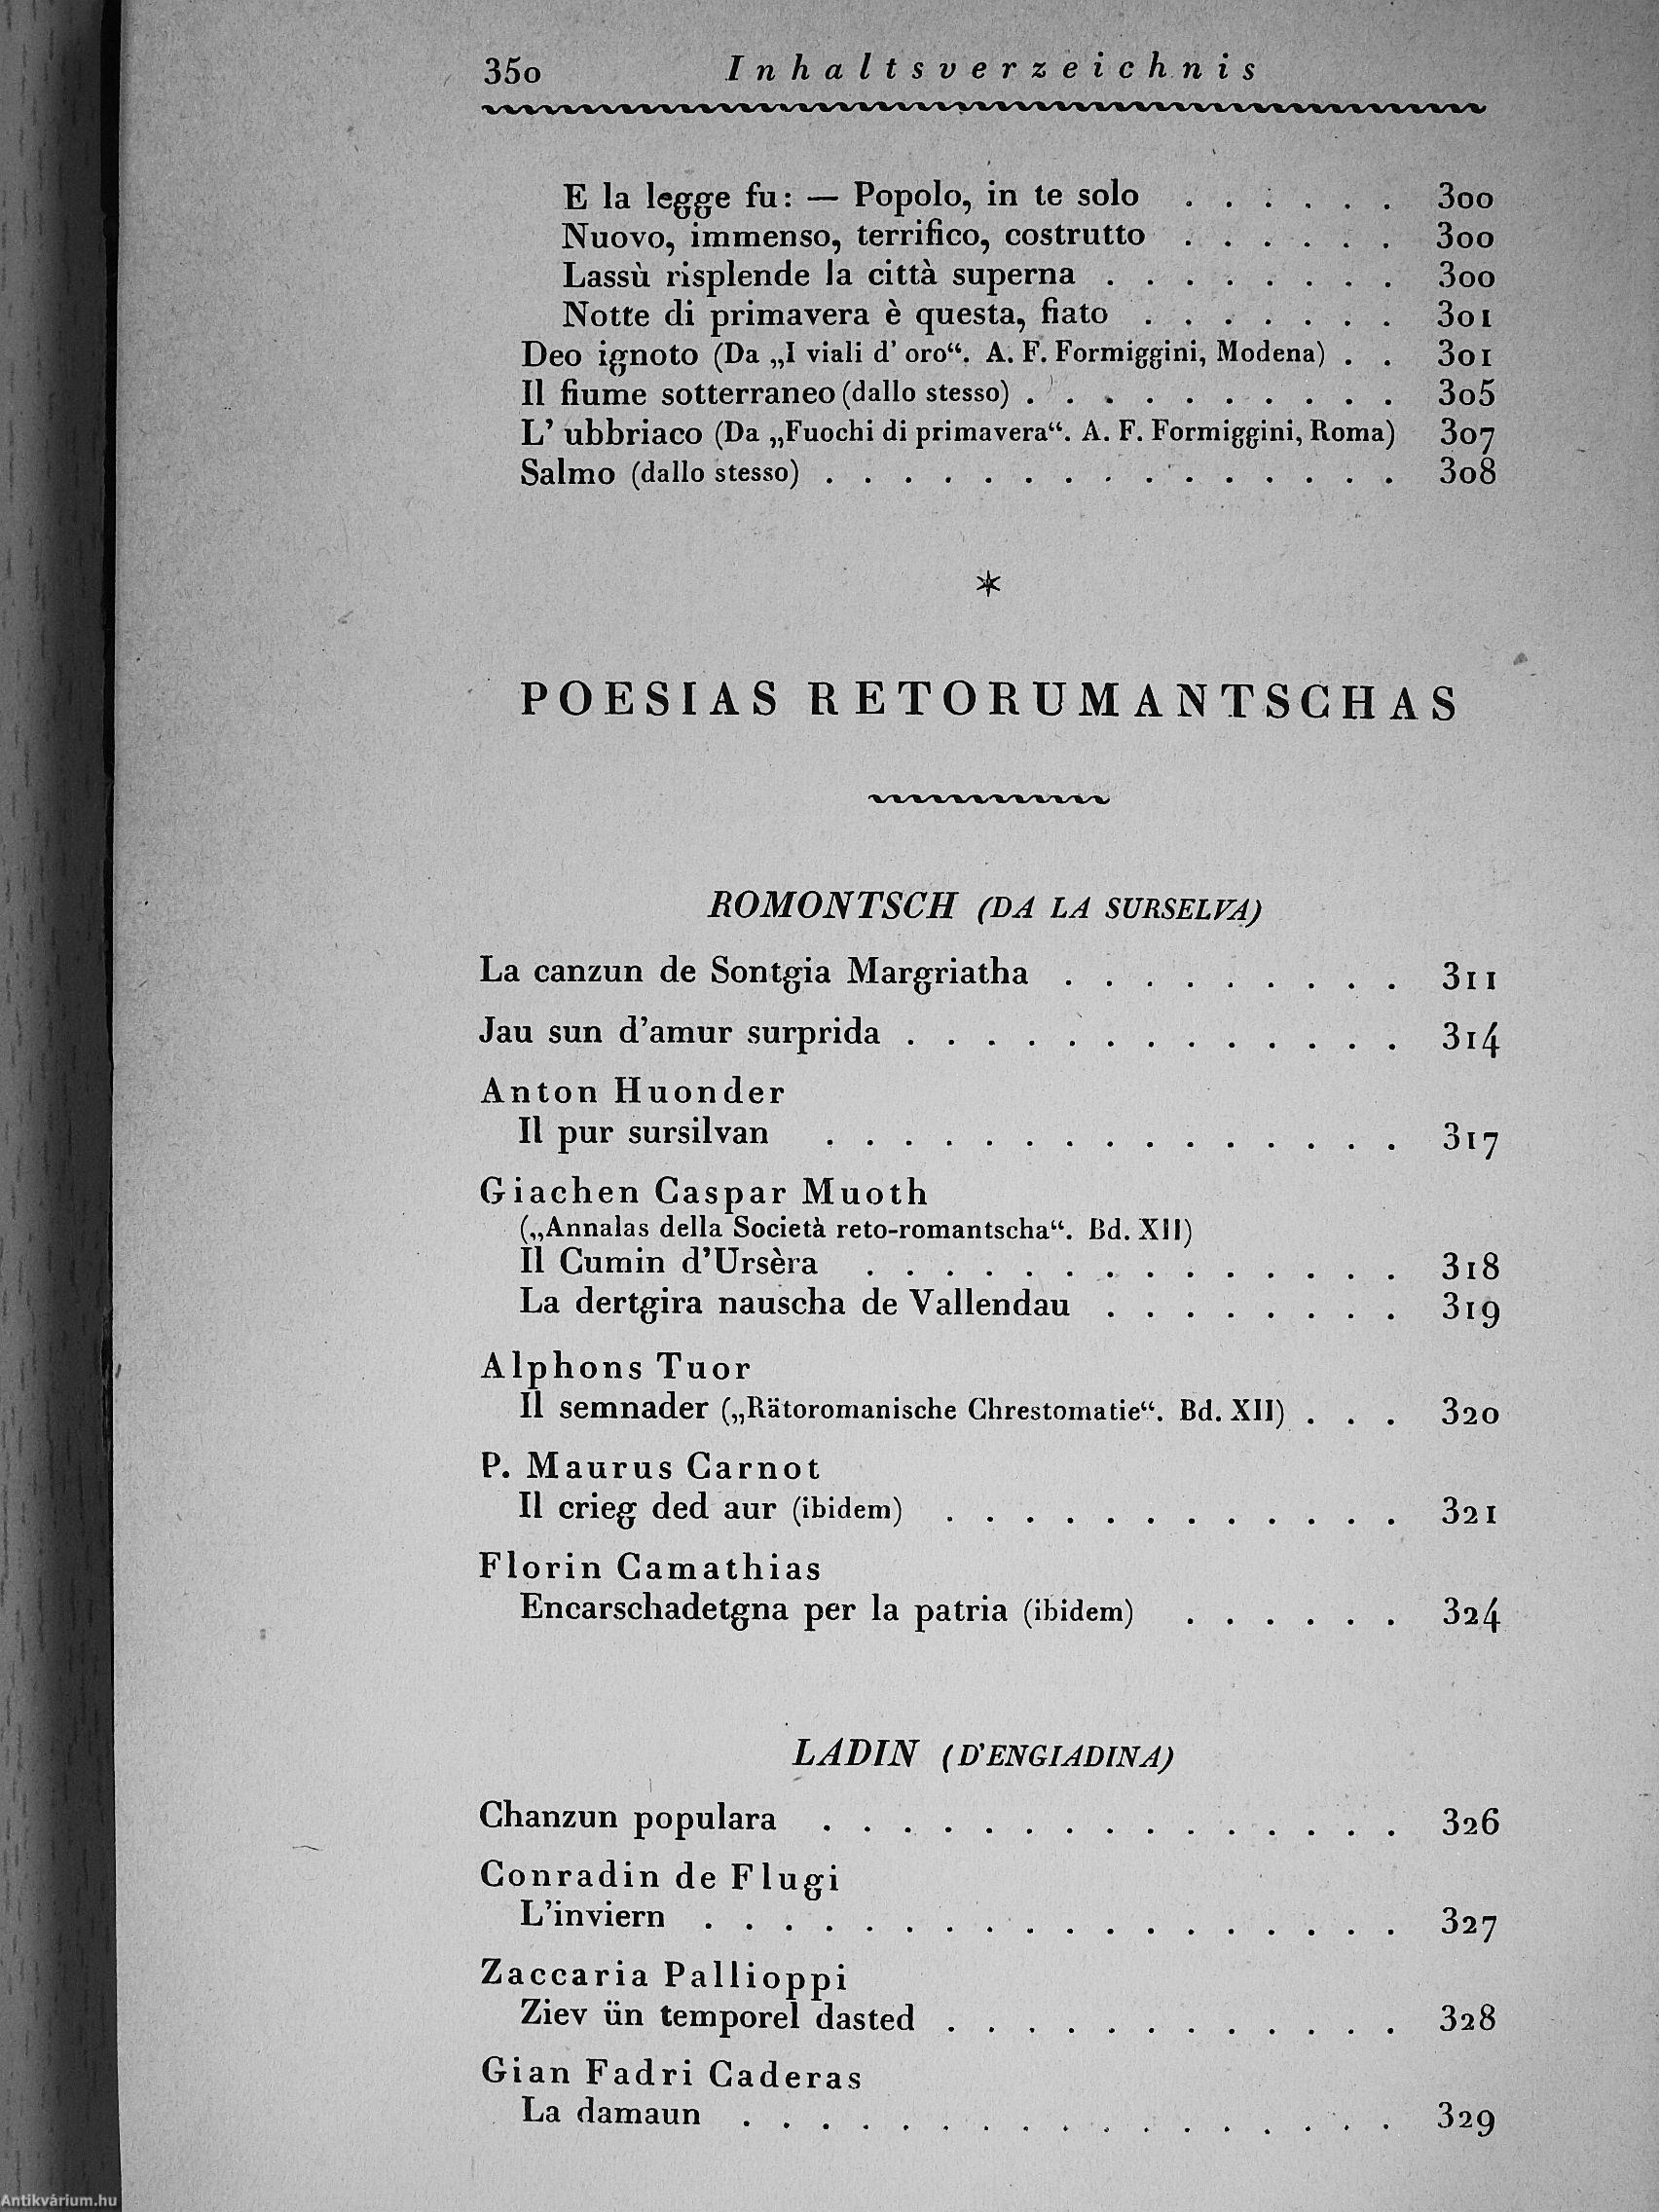 350 Inhaltsverzeichnis
E la legge fu: — Popolo, in te solo . . . . . . 300
Nuovo, immenso, terrifico, costrutto . . . . . . 300
Lassù risplende la città superna . . . . . . . . 300
Notte di primavera è questa, fiato . . . . . . . 301
Deo ignoto (Da „I viali d' oro“. A. F. Formiggini, Modena) . . 301
Il fiume sotterraneo (dallo stesso) . . . . . . . . . . 305
L' ubbriaco (Da „Fuochi di primavera“. A. F. Formiggini, Roma) 307
Salmo (dallo stesso) . . . . . . . . . . . . . . . 308
*
POESIAS RETORUMANTSCHAS
ROMONTSCH (DA LA SURSELVA)
La canzun de Sontgia Margriatha . . . . . . . . . 311
Jau sun d'amur surprida . . . . . . . . . . . . . 314
Anton Huonder
Il pur sursilvan . . . . . . . . . . . . . . . 317
Giachen Caspar Muoth
(„Annalas della Società reto-romantscha“. Bd. XII)
Il Cumin d'Ursèra . . . . . . . . . . . . . . 318
La dertgira nauscha de Vallendau . . . . . . . . 319
Alphons Tuor
Il semnader („Rätoromanische Chrestomatie“. Bd. XII) . . . 320
P. Maurus Carnot
Il crieg ded aur (ibidem) . . . . . . . . . . . . 321
Florin Camathias
Encarschadetgna per la patria (ibidem) . . . . . . 324
LADIN (D'ENGIADINA)
Chanzun populara . . . . . . . . . . . . . . . 326
Conradin de Flugi
L'inviern . . . . . . . . . . . . . . . . . . 327
Zaccaria Pallioppi
Ziev ün temporel dasted . . . . . . . . . . . . 328
Gian Fadri Caderas
La damaun . . . . . . . . . . . . . . . . . 329
Antikvárium.hu